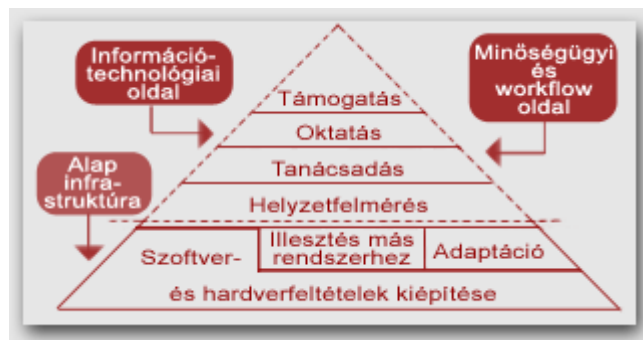 Információ-
technológiai
oldal
Minőségügyi
és
workflow
oldal
Támogatás
Oktatás
Tanácsadás
Alap
infra-
struktúra
Helyzetfelmérés
Szoftver-
Illesztés más
rendszerhez
Adaptáció
és hardverfeltételek kiépítése